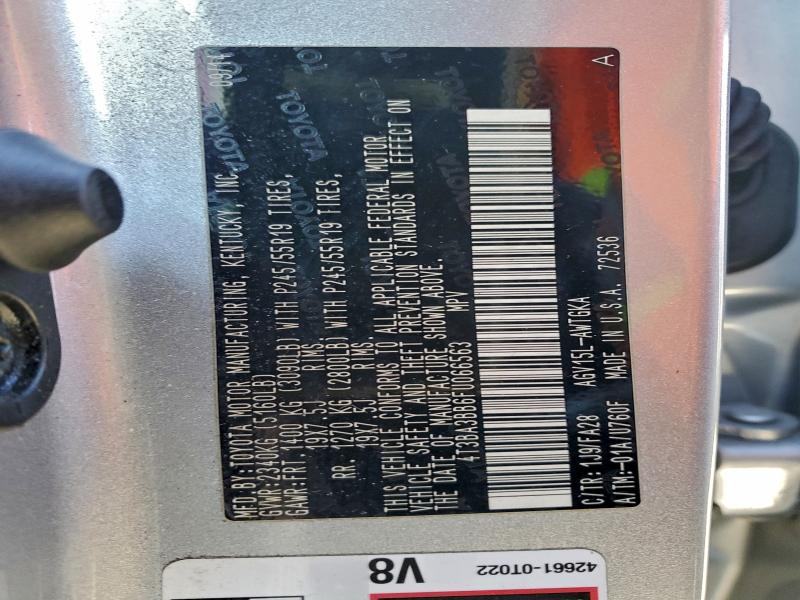 MFD.BY:TOYOTA MOTOR MANUFACTURING, KENTUCKY, INC.
GVWR:2340KG (5160LB)
GAWR:FRT. 1400 KG (3090LB) WITH P245/55R19 TIRES,
19X7.5J RIMS.
RR. 1270 KG (2800LB) WITH P245/55R19 TIRES,
19X7.5J RIMS.
THIS VEHICLE CONFORMS TO ALL APPLICABLE FEDERAL MOTOR
VEHICLE SAFETY AND THEFT PREVENTION STANDARDS IN EFFECT ON
THE DATE OF MANUFACTURE SHOWN ABOVE.
4T3BA3BB6FU066563 MPV
C/TR:1J9/FA28 AGV15L-AWTGKA
A/TM:-01A/U760F MADE IN U.S.A. 72536 A
V8
42661-0T022